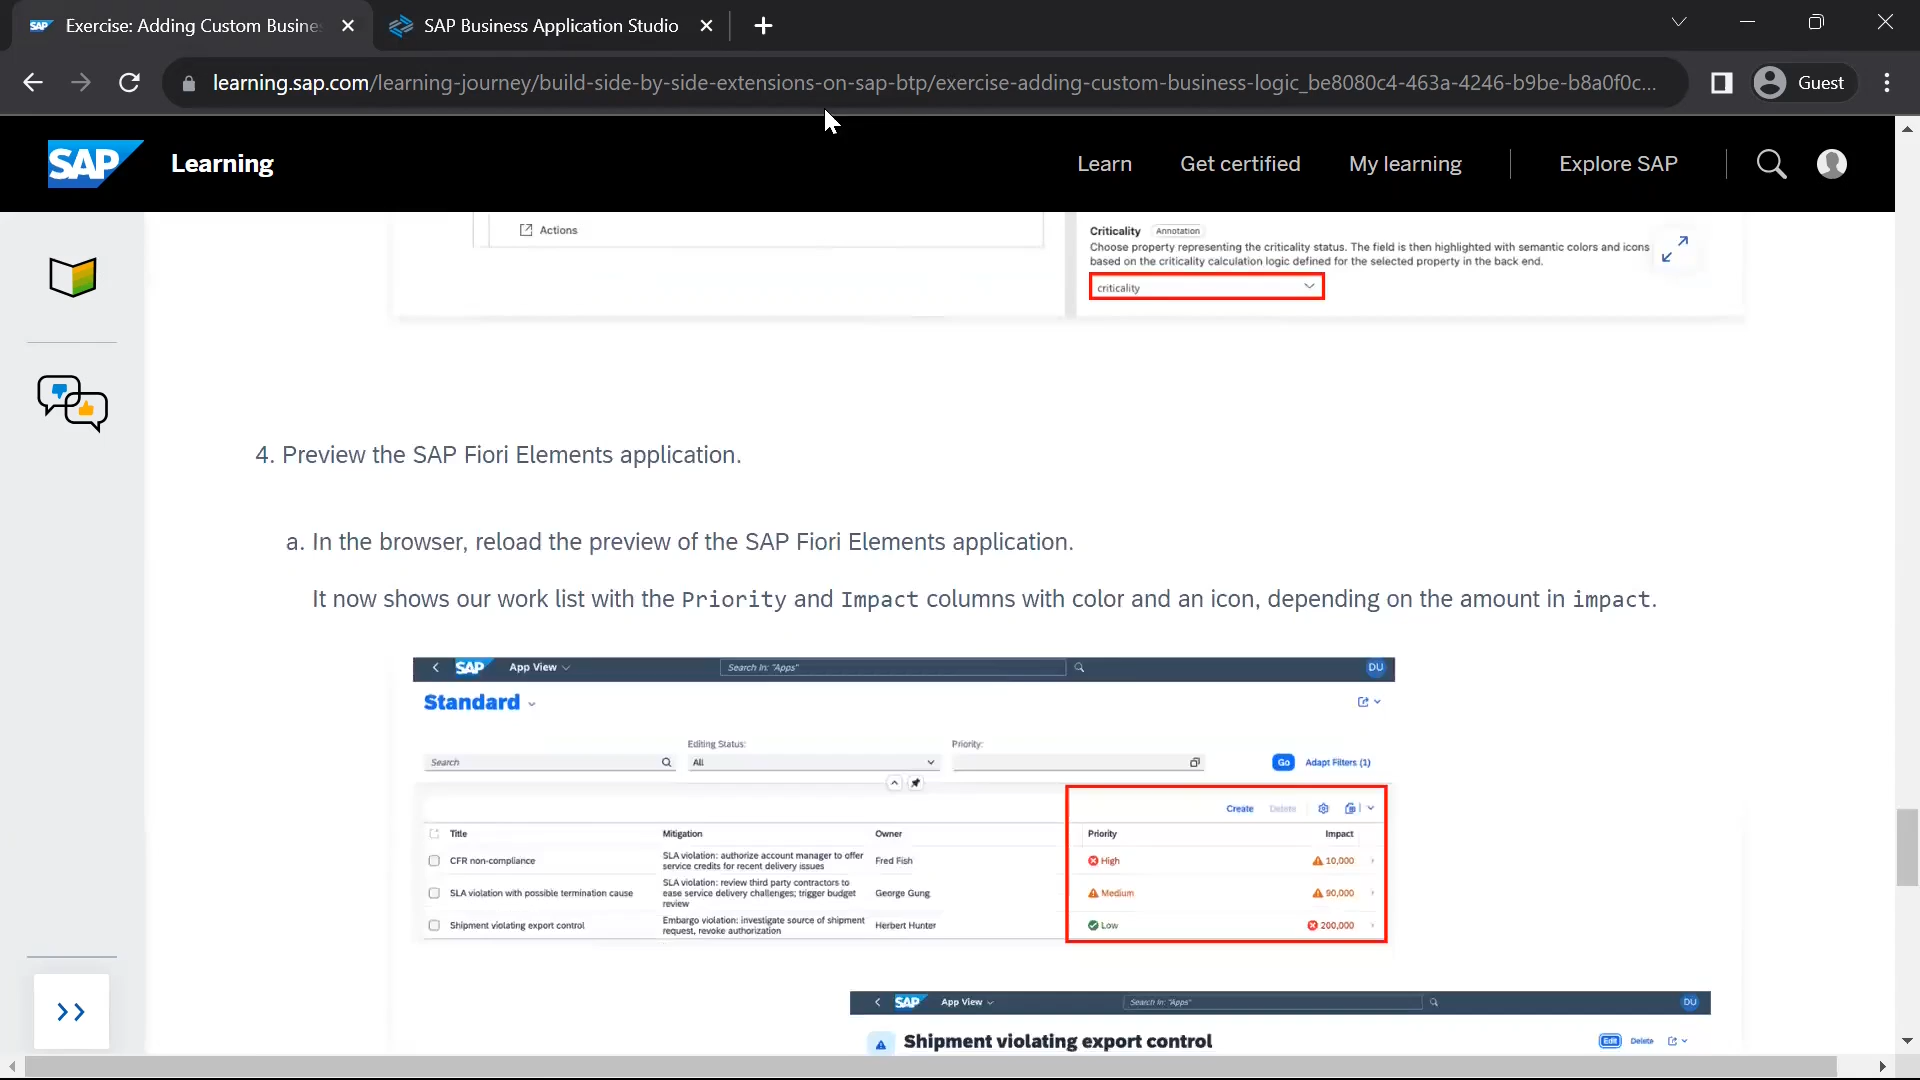 SAP Exercise: Adding Custom Busine
SAP Business Application Studio
learning.sap.com/learning-journey/build-side-by-side-extensions-on-sap-btp/exercise-adding-custom-business-logic_be8080c4-463a-4246-b9be-b8a0f0c...
Guest
SAP Learning
Learn
Get certified
My learning
Explore SAP
Actions
Criticality Annotation
Choose property representing the criticality status. The field is then highlighted with semantic colors and icons
based on the criticality calculation logic defined for the selected property in the back end.
criticality
4. Preview the SAP Fiori Elements application.
a. In the browser, reload the preview of the SAP Fiori Elements application.
It now shows our work list with the Priority and Impact columns with color and an icon, depending on the amount in impact.
SAP App View Search In: "Apps" DU
Standard
Editing Status: Priority:
Search All Go Adapt Filters (1)
Create Delete
Title Mitigation Owner Priority Impact
CFR non-compliance SLA violation: authorize account manager to offer
service credits for recent delivery issues Fred Fish High 10,000
SLA violation with possible termination cause SLA violation: review third party contractors to
ease service delivery challenges; trigger budget
review George Gung Medium 90,000
Shipment violating export control Embargo violation: investigate source of shipment
request, revoke authorization Herbert Hunter Low 200,000
SAP App View Search In: "Apps" DU
Shipment violating export control Edit Delete